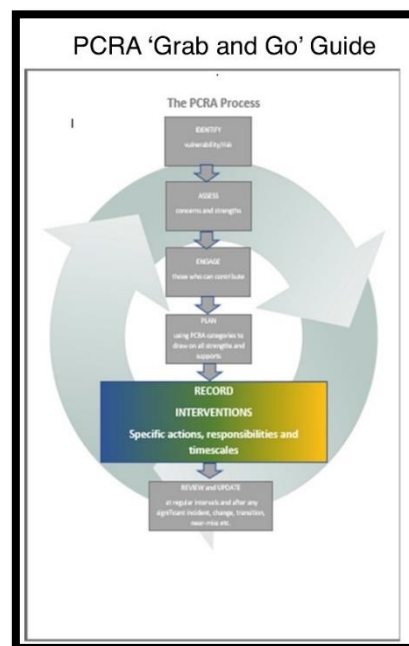 PCRA ‘Grab and Go’ Guide
The PCRA Process
I
IDENTIFY
vulnerability/risk
ASSESS
concerns and strengths
ENGAGE
those who can contribute
PLAN
using PCRA categories to
draw on all strengths and
supports
RECORD
INTERVENTIONS
Specific actions, responsibilities and
timescales
REVIEW and UPDATE
at regular intervals and after any
significant incident, change, transition,
near-miss etc.